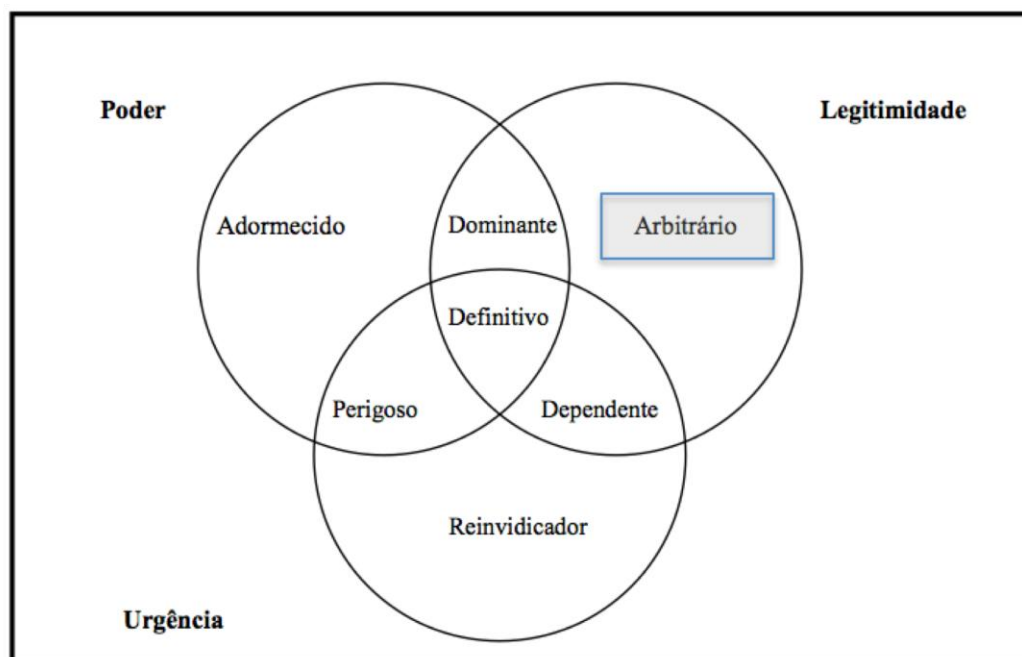 Poder
Legitimidade
Adormecido
Dominante
Arbitrário
Definitivo
Perigoso
Dependente
Reinvidicador
Urgência